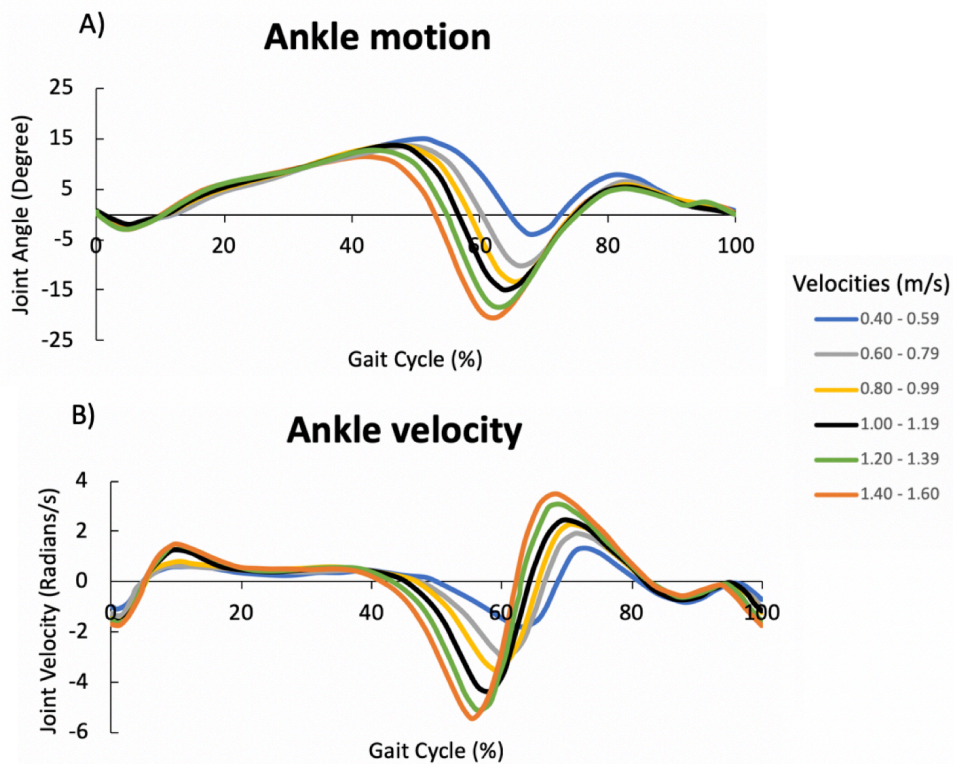 A)
Ankle motion
Joint Angle (Degree)
25
15
5
-5
-15
-25
0 20 40 60 80 100
Gait Cycle (%)
Velocities (m/s)
0.40 - 0.59
0.60 - 0.79
0.80 - 0.99
1.00 - 1.19
1.20 - 1.39
1.40 - 1.60
B)
Ankle velocity
Joint Velocity (Radians/s)
4
2
0
-2
-4
-6
0 20 40 60 80 100
Gait Cycle (%)